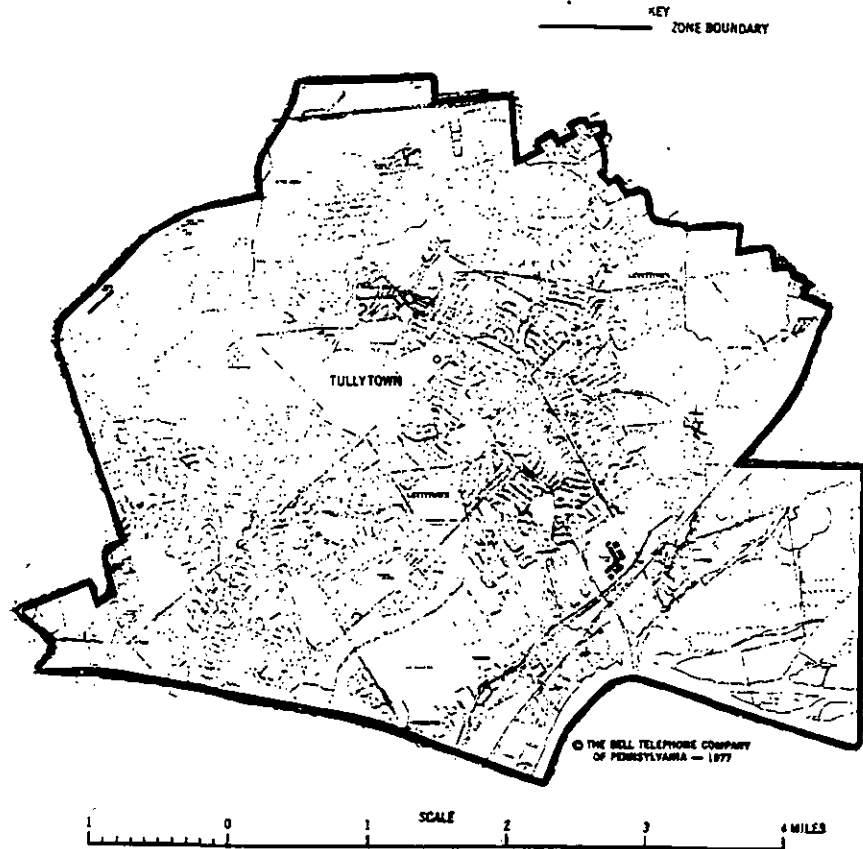 KEY
ZONE BOUNDARY
TULLYTOWN
© THE BELL TELEPHONE COMPANY
OF PENNSYLVANIA — 1977
SCALE
1 0 1 2 3 4 MILES